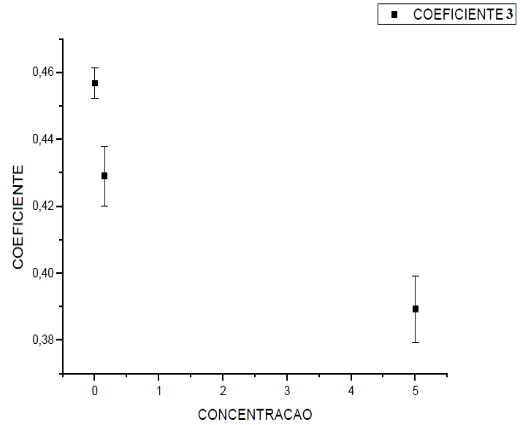 COEFICIENTE 3
0,46
0,44
0,42
0,40
0,38
COEFICIENTE
0 1 2 3 4 5
CONCENTRACAO